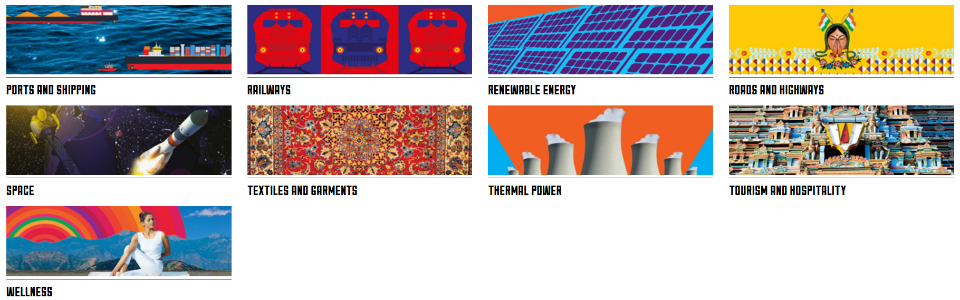 PORTS AND SHIPPING
RAILWAYS
RENEWABLE ENERGY
ROADS AND HIGHWAYS
SPACE
TEXTILES AND GARMENTS
THERMAL POWER
TOURISM AND HOSPITALITY
WELLNESS